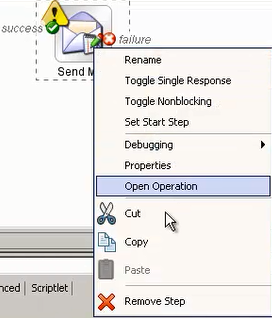 success
failure
Send M
Rename
Toggle Single Response
Toggle Nonblocking
Set Start Step
Debugging
Properties
Open Operation
Cut
Copy
Paste
Remove Step
nced
Scriptlet